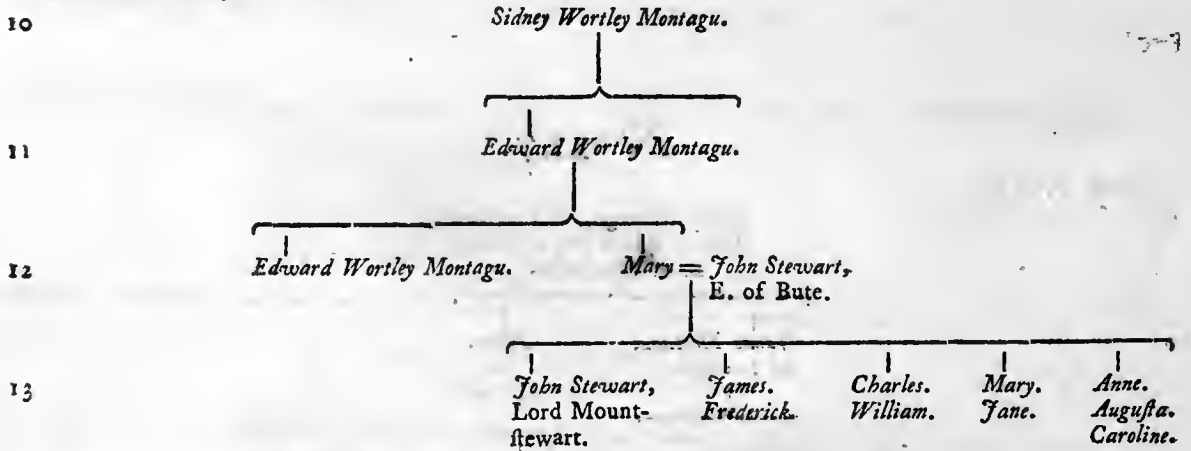 10 Sidney Wortley Montagu.
11 Edward Wortley Montagu.
12 Edward Wortley Montagu. Mary = John Stewart,
E. of Bute.
13 John Stewart, James. Charles. Mary. Anne.
Lord Mount- Frederick. William. Jane. Auguſta.
ſtewart. Caroline.